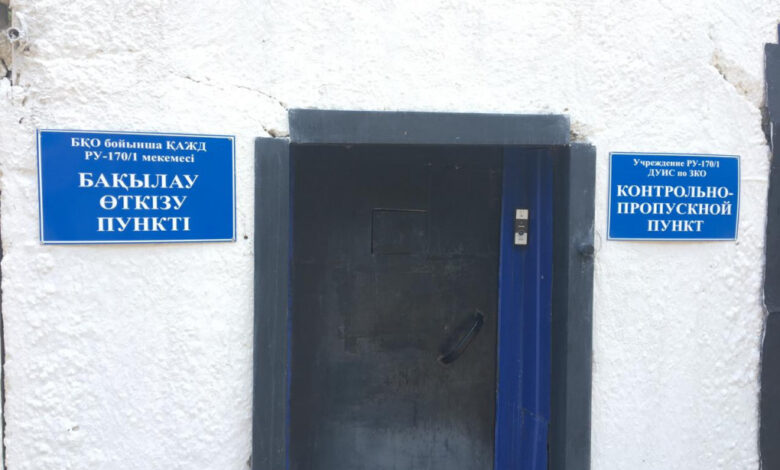 БҚО бойынша ҚАЖД
РУ-170/1 мекемесі
БАҚЫЛАУ
ӨТКІЗУ
ПУНКТІ
Учреждение РУ-170/1
ДУИС по ЗКО
КОНТРОЛЬНО-
ПРОПУСКНОЙ
ПУНКТ